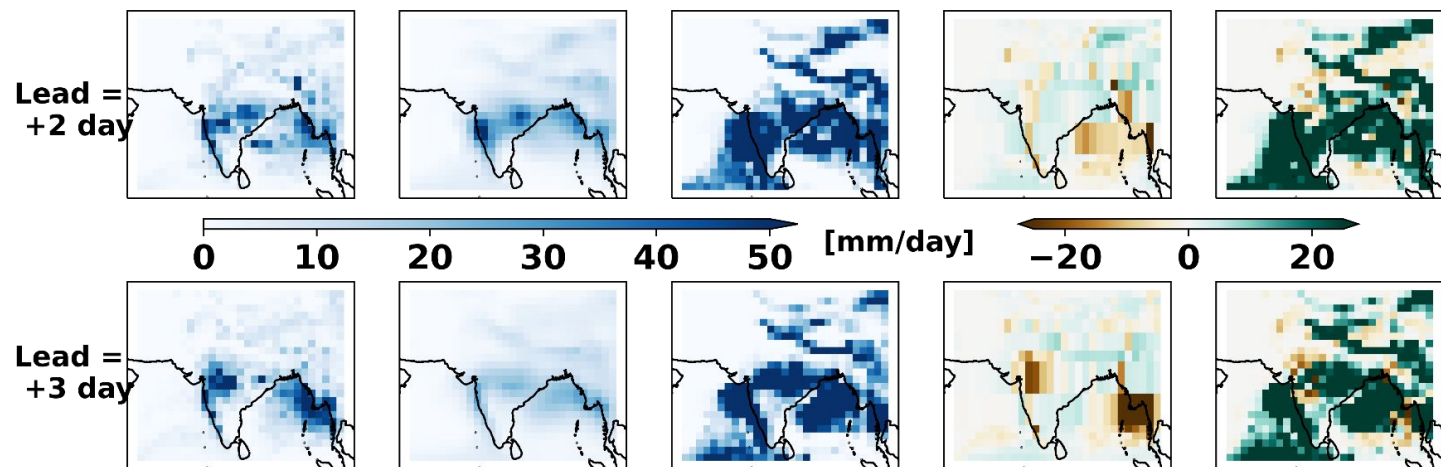 Lead =
+2 day
0 10 20 30 40 50 [mm/day] −20 0 20
Lead =
+3 day